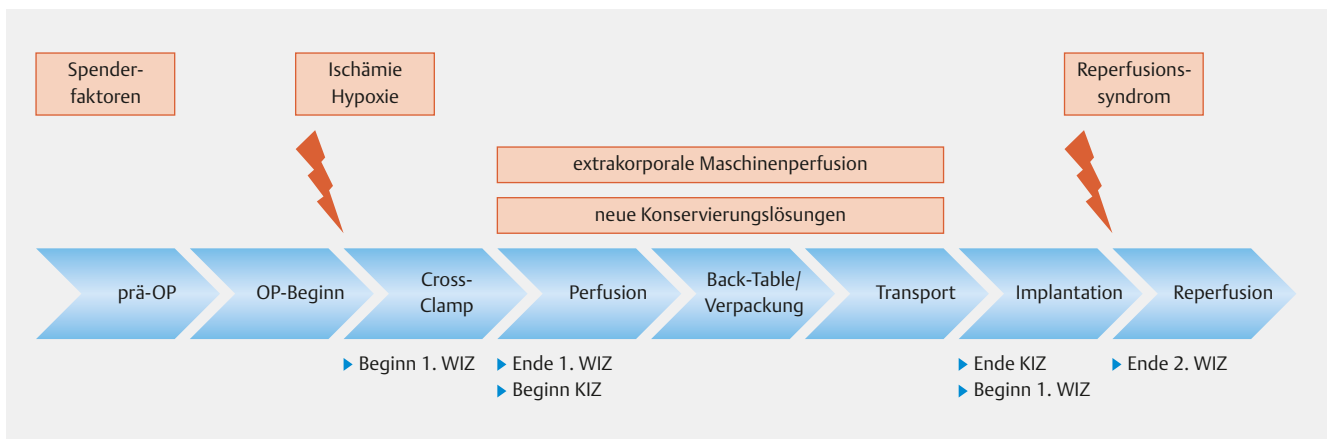 Spender-
faktoren
Ischämie
Hypoxie
Reperfusions-
syndrom
extrakorporale Maschinenperfusion
neue Konservierungslösungen
prä-OP
OP-Beginn
Cross-
Clamp
Perfusion
Back-Table/
Verpackung
Transport
Implantation
Reperfusion
Beginn 1. WIZ
Ende 1. WIZ
Beginn KIZ
Ende KIZ
Beginn 1. WIZ
Ende 2. WIZ